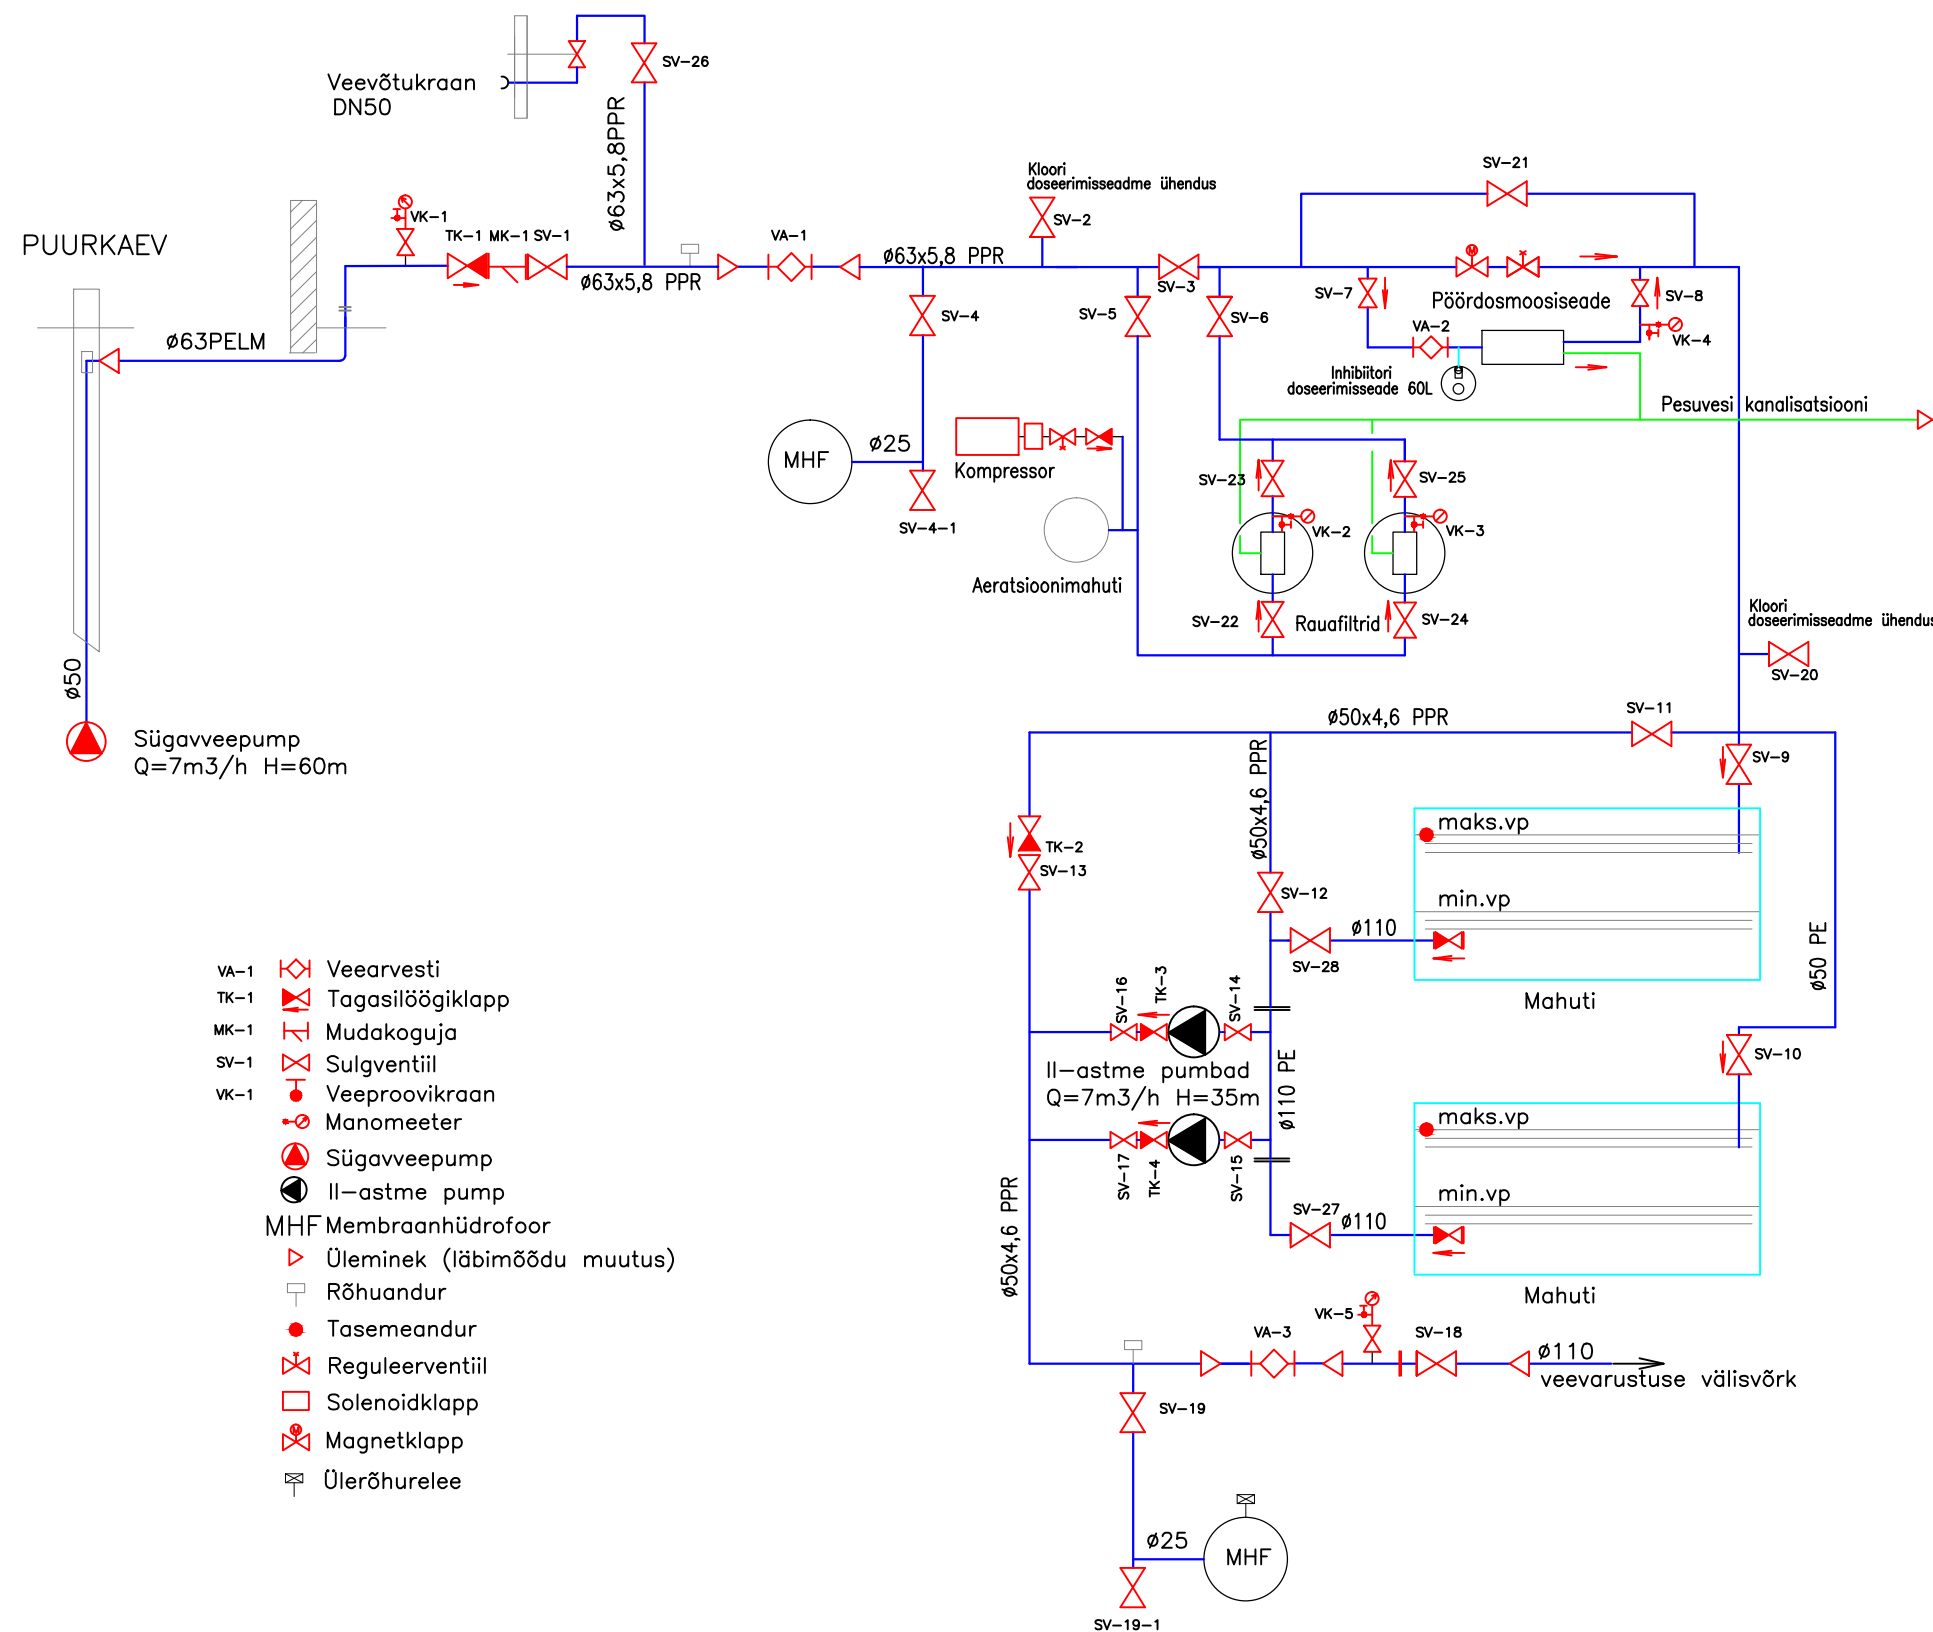 Veevõtukraan
DN50
SV-26
ø63x5,8PPR
PUURKAEV
VK-1
TK-1
MK-1
SV-1
ø63x5,8 PPR
VA-1
ø63x5,8 PPR
Kloori
doseerimisseadme ühendus
SV-2
SV-3
SV-4
SV-5
SV-6
SV-21
SV-7
Pöördosmoosiseade
SV-8
VA-2
VK-4
Inhibiitori
doseerimisseade 60L
Pesuvesi kanalisatsiooni
ø63PELM
MHF
ø25
SV-4-1
Kompressor
Aeratsioonimahuti
SV-23
SV-25
VK-2
VK-3
SV-22
Rauafiltrid
SV-24
Kloori
doseerimisseadme ühendus
SV-20
ø50
Sügavveepump
Q=7m3/h H=60m
ø50x4,6 PPR
SV-11
SV-9
ø50x4,6 PPR
TK-2
SV-13
SV-12
maks.vp
min.vp
ø110
SV-28
Mahuti
ø50 PE
SV-16
TK-3
SV-14
II-astme pumbad
Q=7m3/h H=35m
ø110 PE
SV-10
SV-17
TK-4
SV-15
maks.vp
min.vp
SV-27
ø110
Mahuti
ø50x4,6 PPR
VK-5
VA-3
SV-18
ø110
veevarustuse välisvõrk
SV-19
ø25
MHF
SV-19-1
VA-1 Veearvesti
TK-1 Tagasilöögiklapp
MK-1 Mudakoguja
SV-1 Sulgventiil
VK-1 Veeproovikraan
Manomeeter
Sügavveepump
II-astme pump
MHF Membraanhüdrofoor
Üleminek (läbimõõdu muutus)
Rõhuandur
Tasemeandur
Reguleerventiil
Solenoidklapp
M Magnetklapp
Ülerõhurelee
M